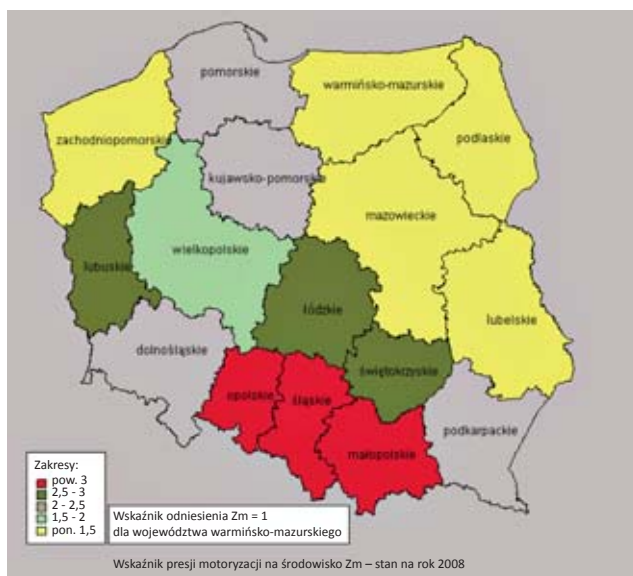 pomorskie
warmińsko-mazurskie
zachodniopomorskie
podlaskie
kujawsko-pomorskie
mazowieckie
wielkopolskie
lubuskie
łódzkie
lubelskie
dolnośląskie
świętokrzyskie
opolskie
śląskie
podkarpackie
małopolskie
Zakresy:
pow. 3
2,5 - 3
2 - 2,5
1,5 - 2
pon. 1,5
Wskaźnik odniesienia Zm = 1
dla województwa warmińsko-mazurskiego
Wskaźnik presji motoryzacji na środowisko Zm – stan na rok 2008